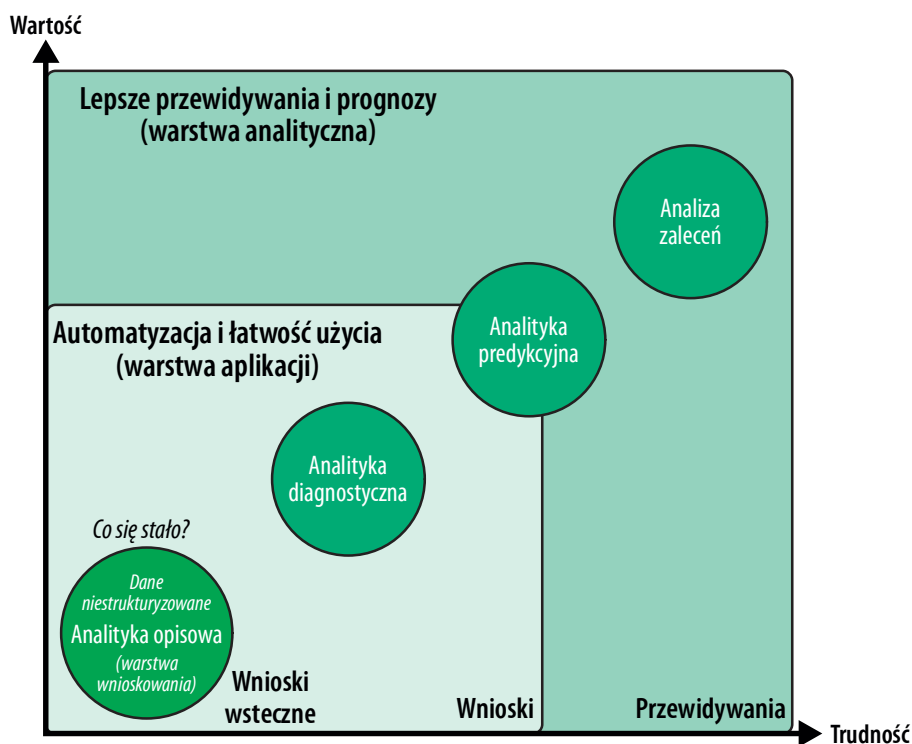 Wartość
Lepsze przewidywania i prognozy
(warstwa analityczna)
Analiza
zaleceń
Analityka
predykcyjna
Automatyzacja i łatwość użycia
(warstwa aplikacji)
Analityka
diagnostyczna
Co się stało?
Dane
niestrukturyzowane
Analityka opisowa
(warstwa
wnioskowania)
Wnioski
wsteczne
Wnioski
Przewidywania
Trudność